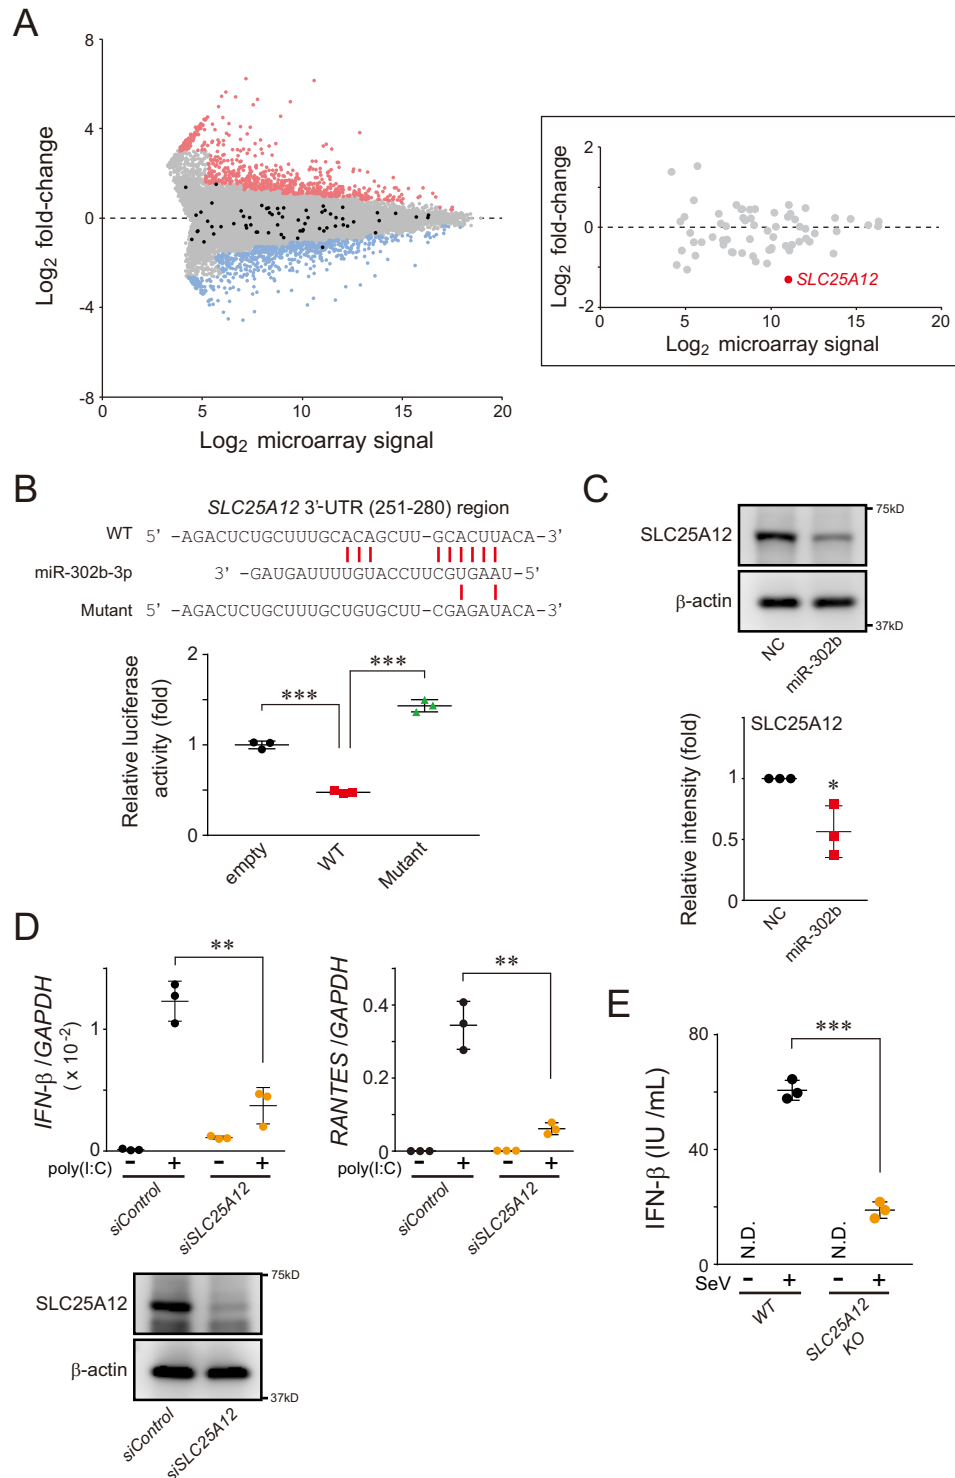 A
8
4
0
-4
-8
Log2 fold-change
0 5 10 15 20
Log2 microarray signal
2
0
-2
Log2 fold-change
SLC25A12
0 5 10 15 20
Log2 microarray signal
B
SLC25A12 3'-UTR (251-280) region
WT 5' -AGACUCUGCUUUGCACAGCUU-GCACUUACA-3'
miR-302b-3p 3' -GAUGAUUUUGUACCUUCGUGAAU-5'
Mutant 5' -AGACUCUGCUUUGCUGUGCUU-CGAGAUACA-3'
Relative luciferase
activity (fold)
2
1
0
***
***
empty
WT
Mutant
C
75kD
SLC25A12
β-actin
37kD
NC
miR-302b
SLC25A12
Relative intensity (fold)
1
0.5
0
*
NC
miR-302b
D
IFN-β /GAPDH
( x 10-2)
1
0
**
poly(I:C) - + - +
siControl
siSLC25A12
RANTES /GAPDH
0.4
0.2
0
**
poly(I:C) - + - +
siControl
siSLC25A12
75kD
SLC25A12
β-actin
37kD
siControl
siSLC25A12
E
IFN-β (IU /mL)
80
40
20
0
***
N.D.
N.D.
SeV - + - +
WT
SLC25A12
KO